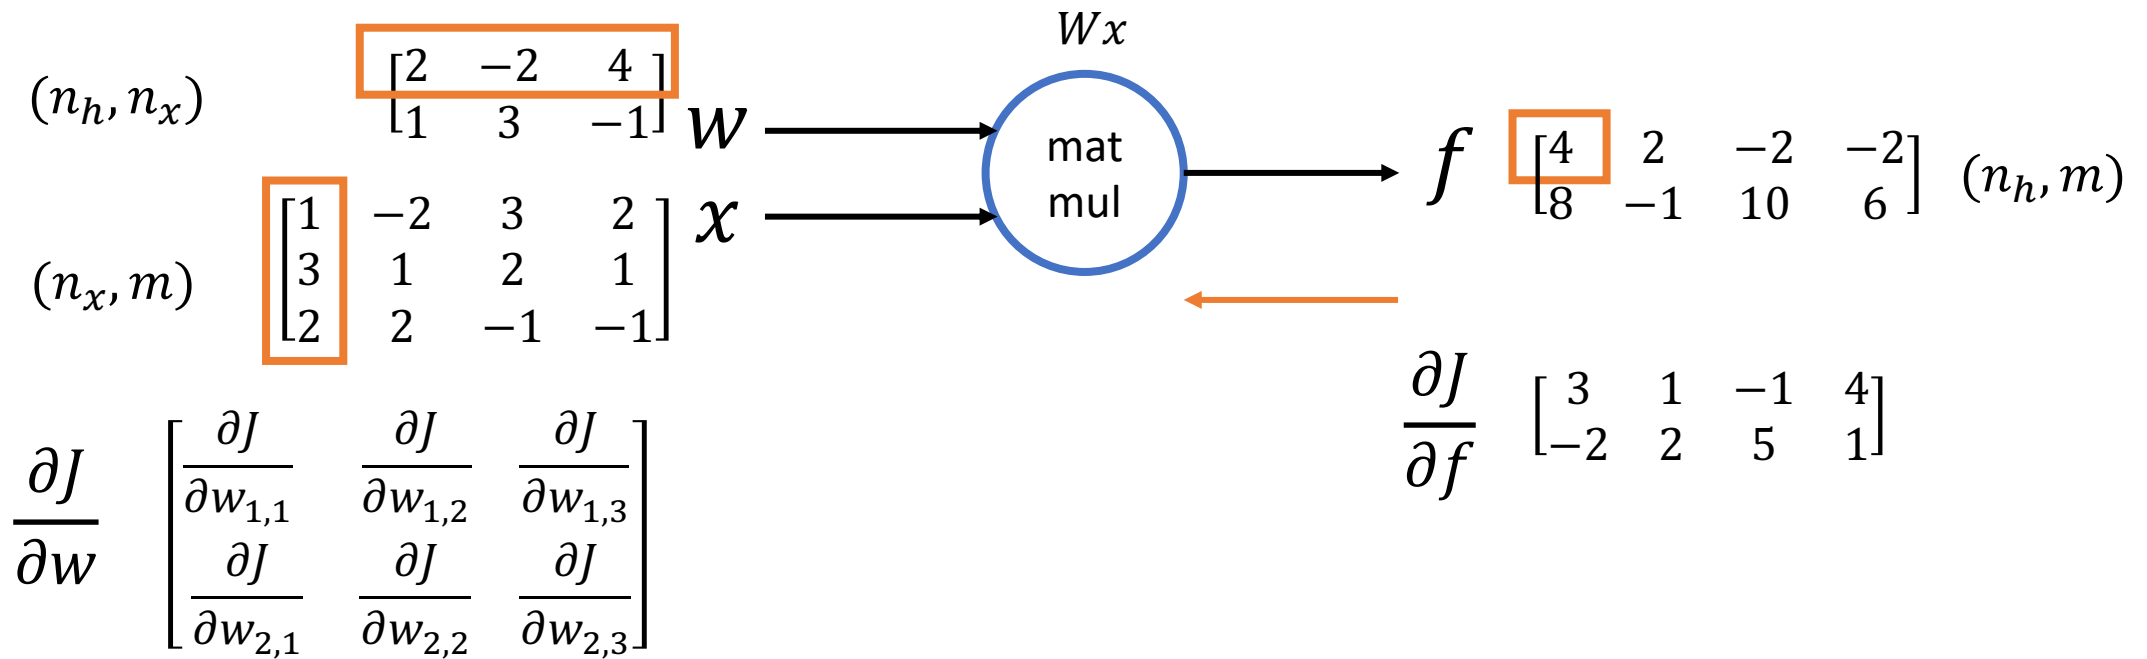 Wx
(n_h, n_x) [2 −2 4
1 3 −1] w
mat
mul
f [4 2 −2 −2
8 −1 10 6] (n_h, m)
(n_x, m) [1 −2 3 2
3 1 2 1
2 2 −1 −1] x
∂J/∂f [3 1 −1 4
−2 2 5 1]
∂J/∂w [∂J/∂w_{1,1} ∂J/∂w_{1,2} ∂J/∂w_{1,3}
∂J/∂w_{2,1} ∂J/∂w_{2,2} ∂J/∂w_{2,3}]